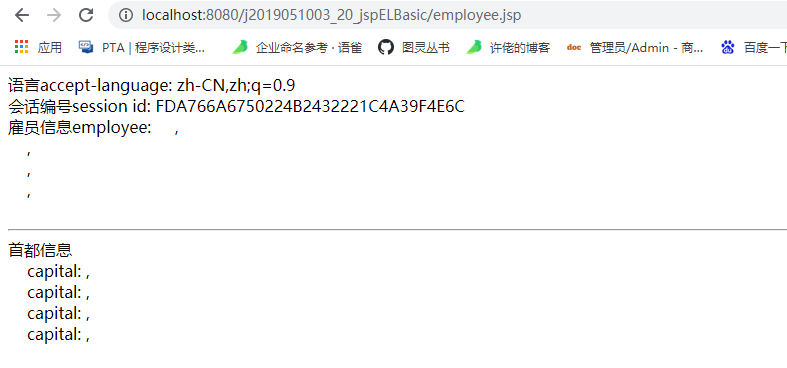 localhost:8080/j2019051003_20_jspELBasic/employee.jsp
应用 PTA | 程序设计类... 企业命名参考 · 语雀 图灵丛书 许佬的博客 doc 管理员/Admin - 商... 百度一下
语言accept-language: zh-CN,zh;q=0.9
会话编号session id: FDA766A6750224B2432221C4A39F4E6C
雇员信息employee: ,
,
,
,
首都信息
capital: ,
capital: ,
capital: ,
capital: ,